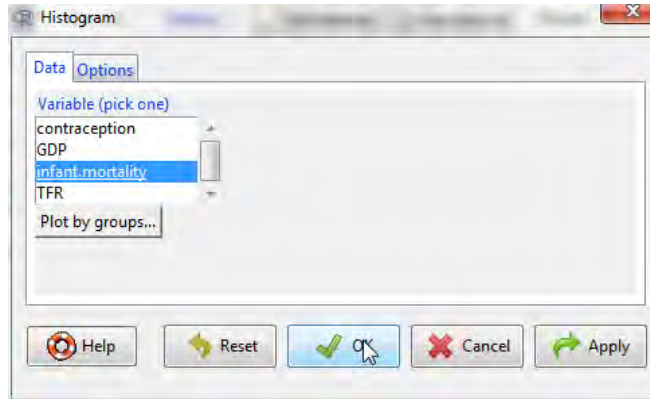 Histogram
Data Options
Variable (pick one)
contraception
GDP
infant.mortality
TFR
Plot by groups...
Help Reset OK Cancel Apply